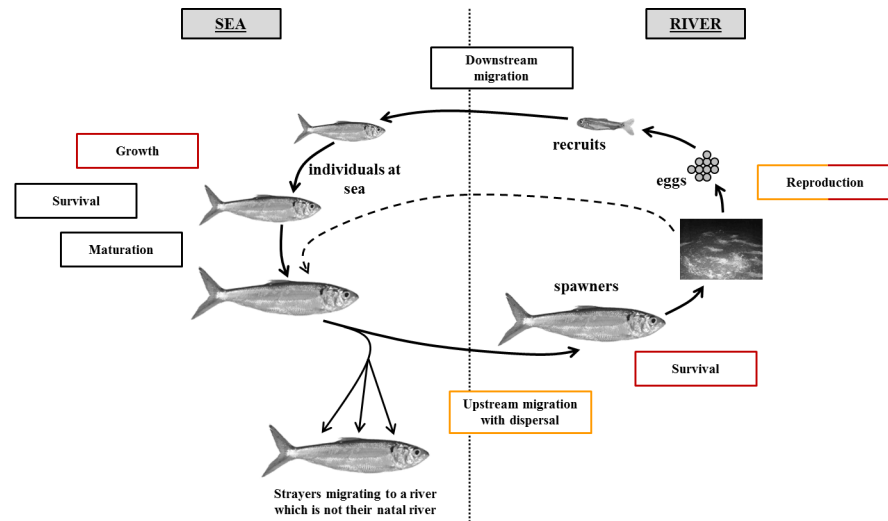 SEA
RIVER
Downstream
migration
recruits
Growth
individuals at
sea
eggs
Reproduction
Survival
Maturation
spawners
Survival
Upstream migration
with dispersal
Strayers migrating to a river
which is not their natal river